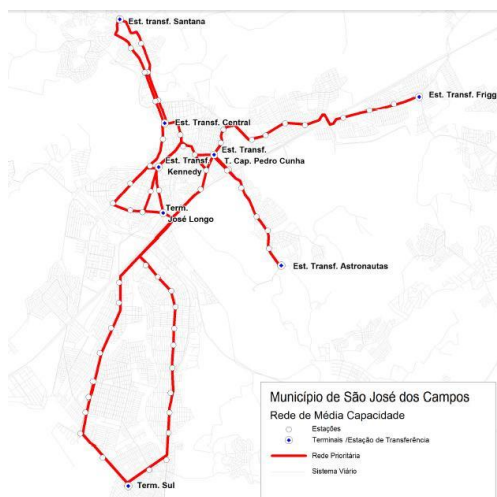 Est. transf. Santana
Est. Transf. Frigg
Est. Transf. Central
Est. Transf.
T. Cap. Pedro Cunha
Est. Transf.
Kennedy
Term.
José Longo
Est. Transf. Astronautas
Term. Sul
Município de São José dos Campos
Rede de Média Capacidade
Estações
Terminais /Estação de Transferência
Rede Prioritária
Sistema Viário